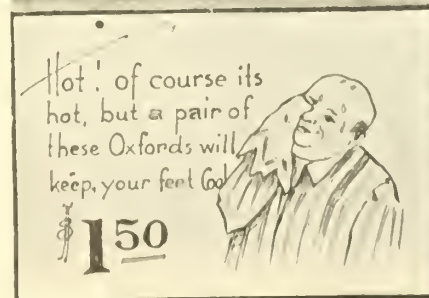 Hot! of course its
hot, but a pair of
these Oxfords will
keep, your feet Cool
$1.50